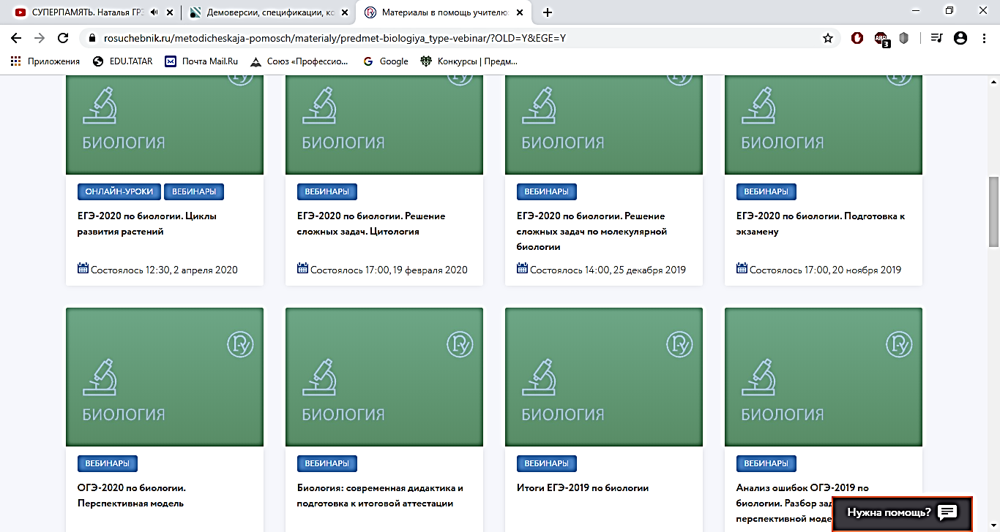 СУПЕРПАМЯТЬ. Наталья ГРЭ
Демоверсии, спецификации, ко
Материалы в помощь учителю:
rosuchebnik.ru/metodicheskaja-pomosch/materialy/predmet-biologiya_type-vebinar/?OLD=Y&EGE=Y
ABP
3
Приложения
EDU.TATAR
Почта Mail.Ru
Союз «Профессио...
Google
Конкурсы | Предм...
БИОЛОГИЯ
БИОЛОГИЯ
БИОЛОГИЯ
БИОЛОГИЯ
ОНЛАЙН-УРОКИ
ВЕБИНАРЫ
ЕГЭ-2020 по биологии. Циклы
развития растений
Состоялось 12:30, 2 апреля 2020
ВЕБИНАРЫ
ЕГЭ-2020 по биологии. Решение
сложных задач. Цитология
Состоялось 17:00, 19 февраля 2020
ВЕБИНАРЫ
ЕГЭ-2020 по биологии. Решение
сложных задач по молекулярной
биологии
Состоялось 14:00, 25 декабря 2019
ВЕБИНАРЫ
ЕГЭ-2020 по биологии. Подготовка к
экзамену
Состоялось 17:00, 20 ноября 2019
БИОЛОГИЯ
БИОЛОГИЯ
БИОЛОГИЯ
БИОЛОГИЯ
ВЕБИНАРЫ
ОГЭ-2020 по биологии.
Перспективная модель
ВЕБИНАРЫ
Биология: современная дидактика и
подготовка к итоговой аттестации
ВЕБИНАРЫ
Итоги ЕГЭ-2019 по биологии
ВЕБИНАРЫ
Анализ ошибок ОГЭ-2019 по
биологии. Разбор зад
перспективной моде
Нужна помощь?